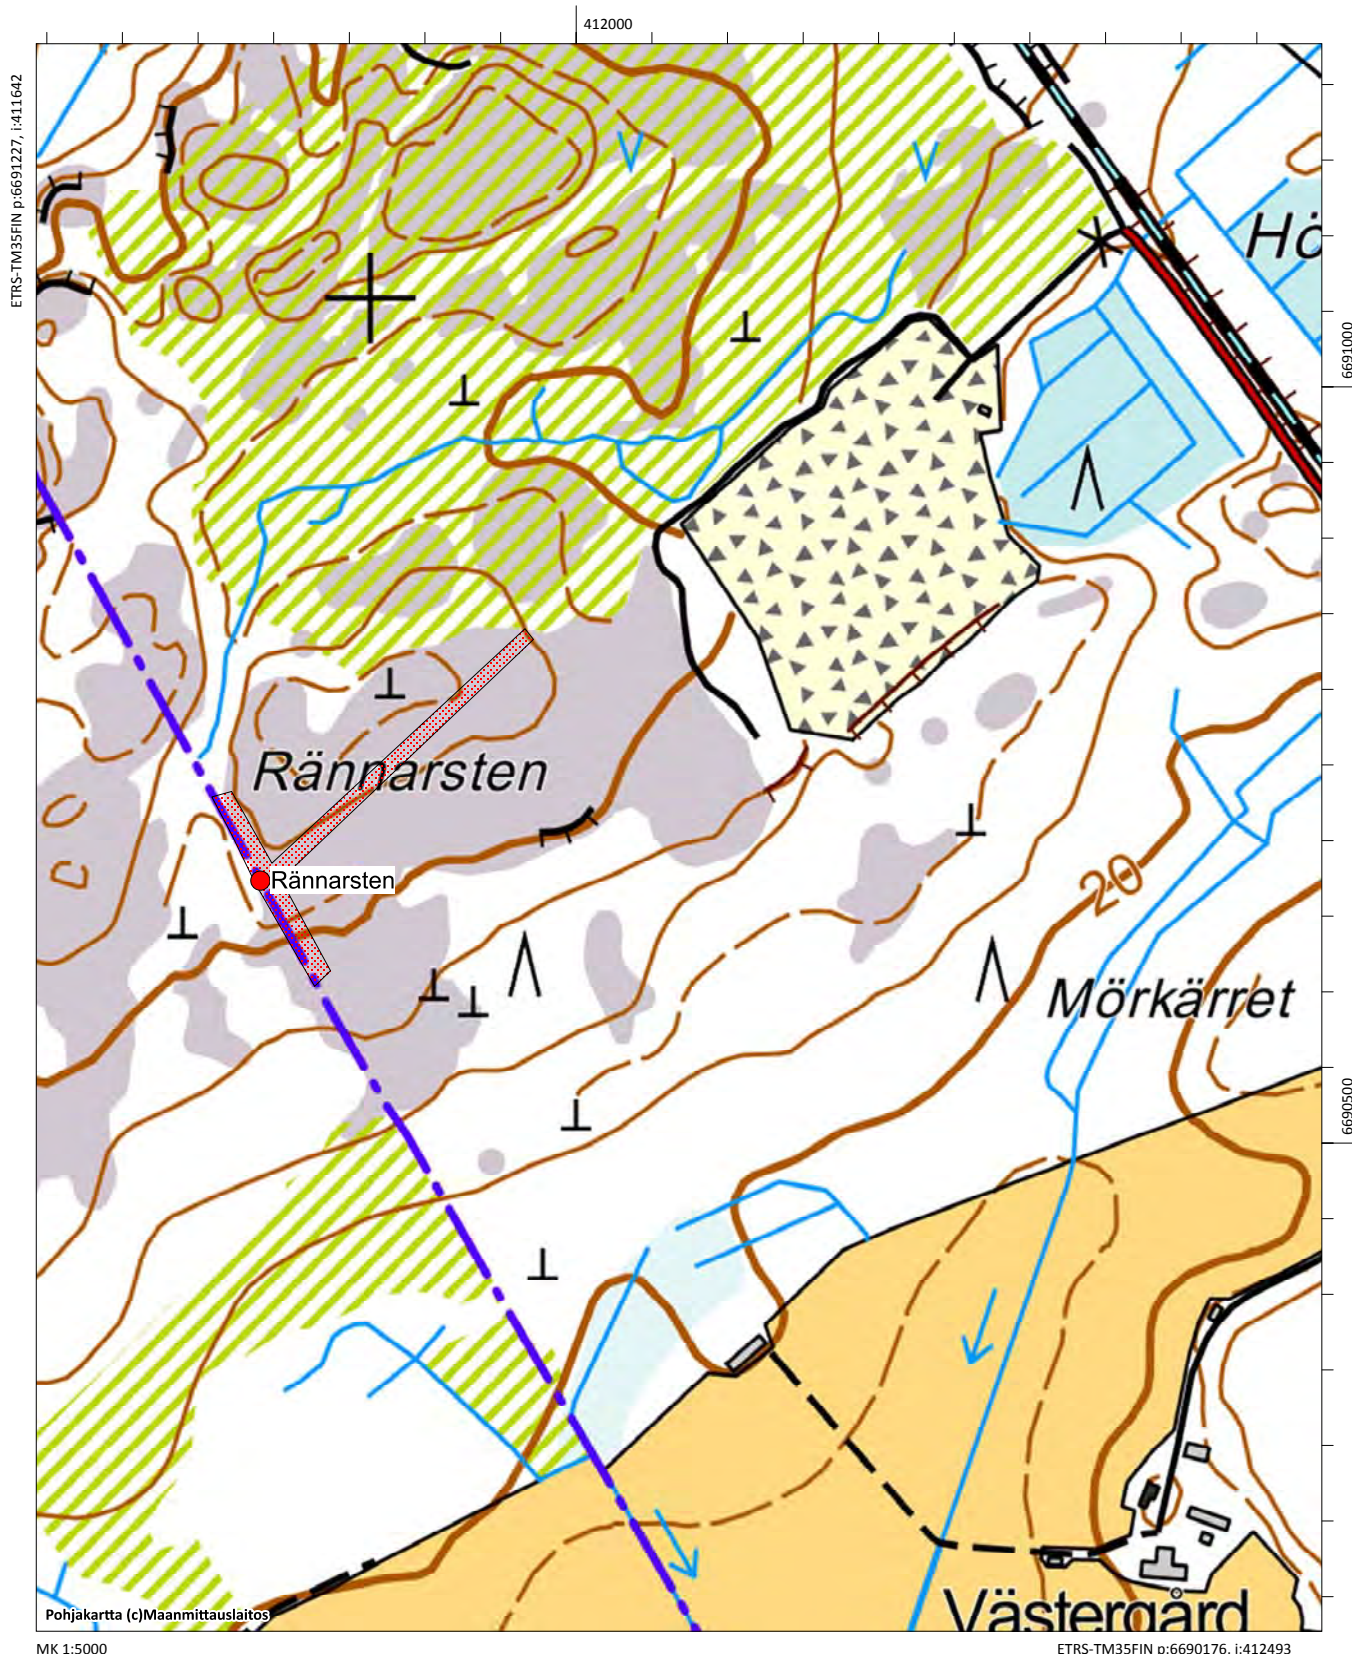 412000
ETRS-TM35FIN p:6691227, i:411642
Hö
6691000
Rännarsten
Rännarsten
20
Mörkärret
6690500
Västergård
Pohjakartta (c)Maanmittauslaitos
MK 1:5000
ETRS-TM35FIN p:6690176, i:412493